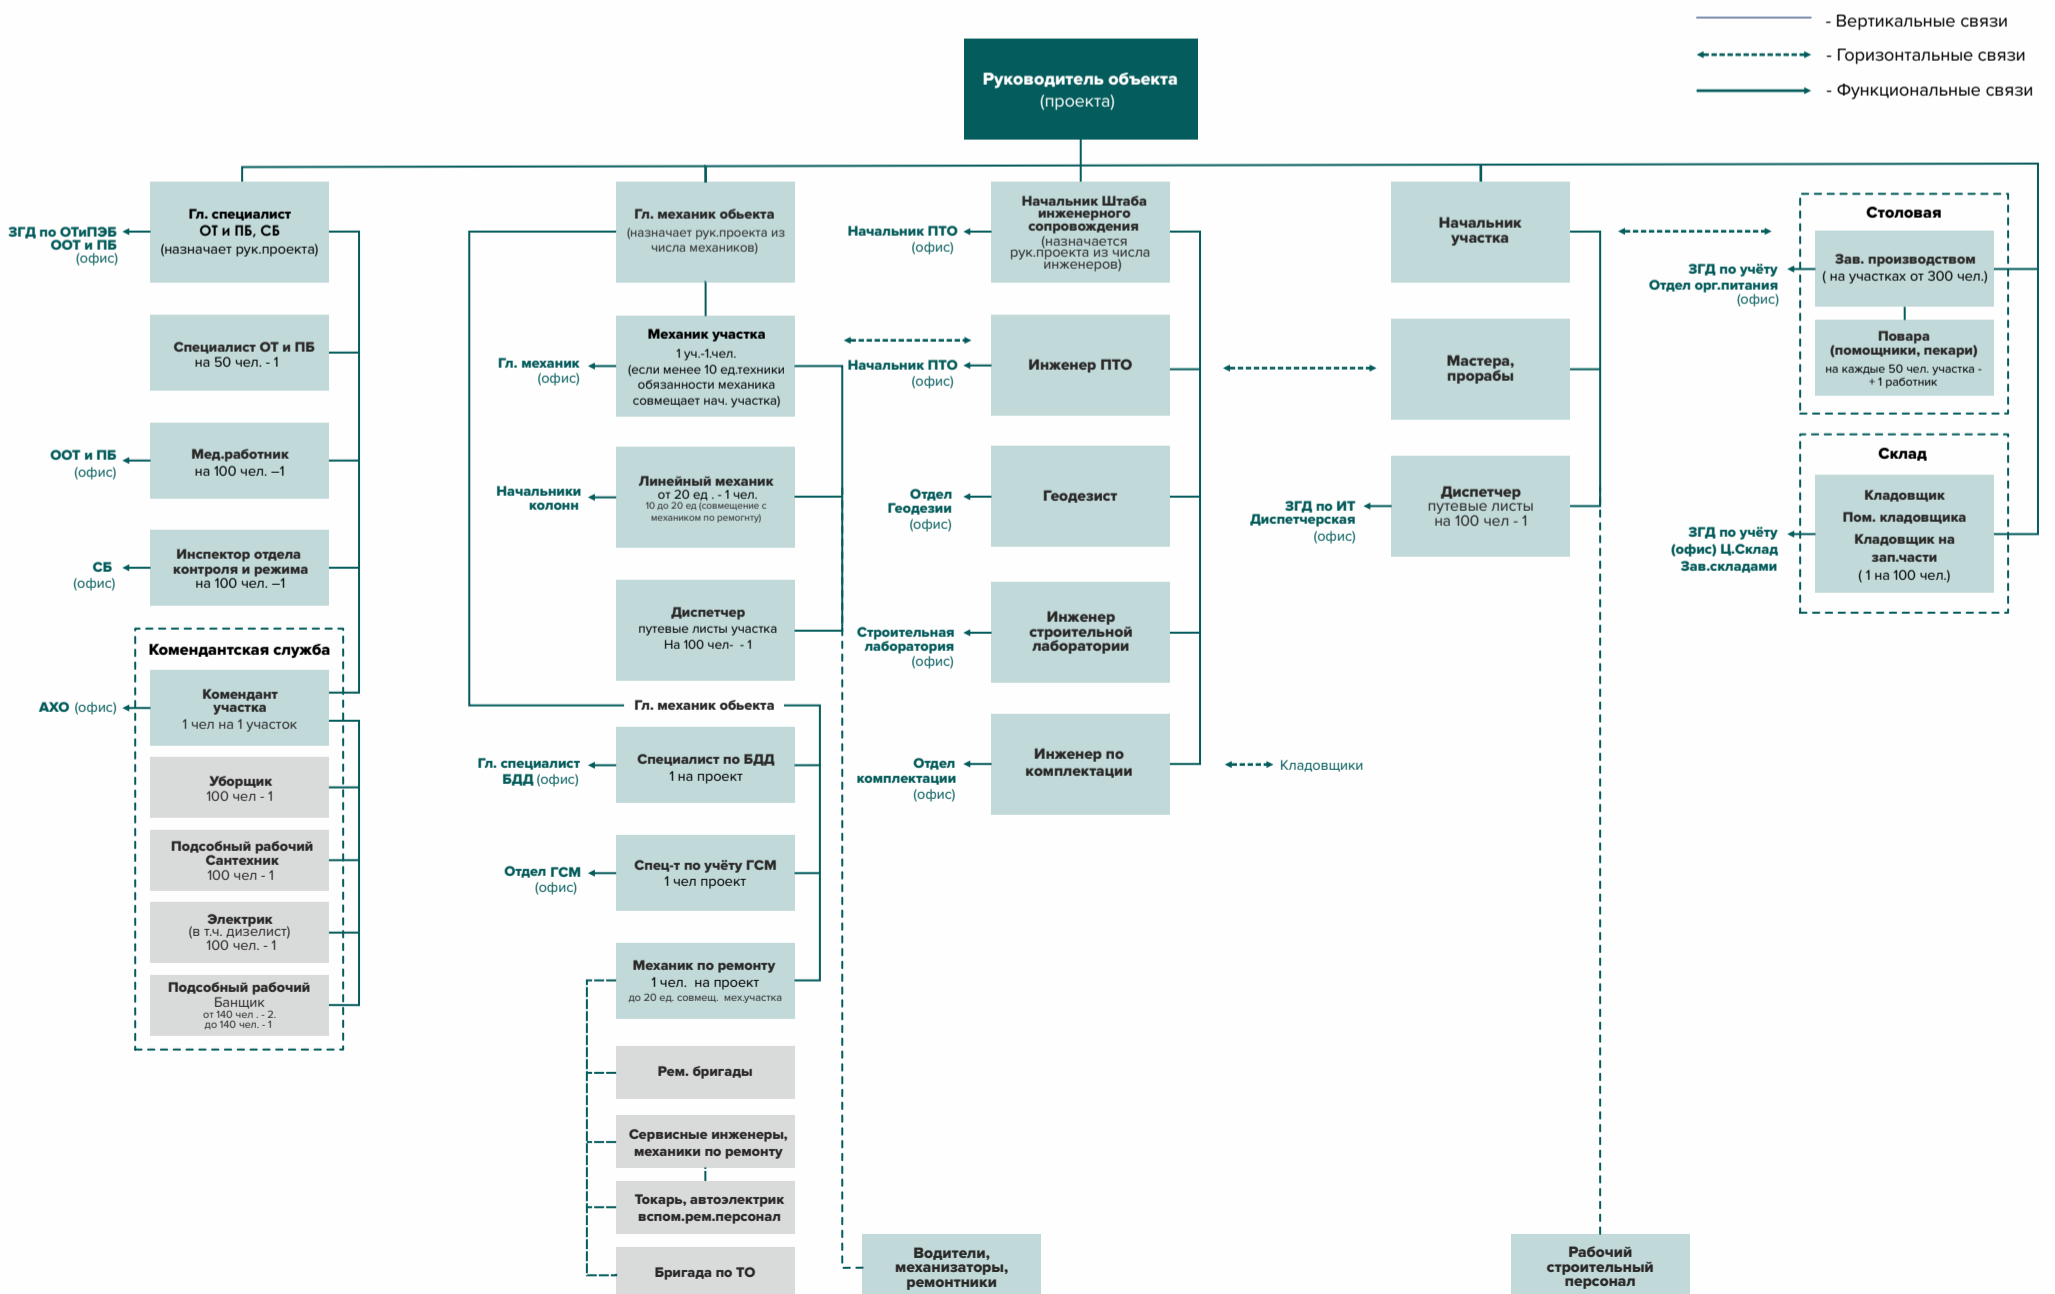 - Вертикальные связи
- Горизонтальные связи
- Функциональные связи
Руководитель объекта
(проекта)
ЗГД по ОТиПЭБ
ООТ и ПБ
(офис)
Гл. специалист
ОТ и ПБ, СБ
(назначает рук.проекта)
Специалист ОТ и ПБ
на 50 чел. - 1
ООТ и ПБ
(офис)
Мед.работник
на 100 чел. –1
СБ
(офис)
Инспектор отдела
контроля и режима
на 100 чел. –1
Комендантская служба
АХО (офис)
Комендант
участка
1 чел на 1 участок
Уборщик
100 чел - 1
Подсобный рабочий
Сантехник
100 чел - 1
Электрик
(в т.ч. дизелист)
100 чел. - 1
Подсобный рабочий
Банщик
от 140 чел . - 2.
до 140 чел. - 1
Гл. механик обьекта
(назначает рук.проекта из
числа механиков)
Гл. механик
(офис)
Механик участка
1 уч.-1.чел.
(если менее 10 ед.техники
обязанности механика
совмещает нач. участка)
Начальники
колонн
Линейный механик
от 20 ед . - 1 чел.
10 до 20 ед (совмещение с
механиком по ремогнту)
Диспетчер
путевые листы участка
На 100 чел- - 1
Гл. механик обьекта
Гл. специалист
БДД (офис)
Специалист по БДД
1 на проект
Отдел ГСМ
(офис)
Спец-т по учёту ГСМ
1 чел проект
Механик по ремонту
1 чел. на проект
до 20 ед. совмещ. мех.участка
Рем. бригады
Сервисные инженеры,
механики по ремонту
Токарь, автоэлектрик
вспом.рем.персонал
Бригада по ТО
Водители,
механизаторы,
ремонтники
Начальник ПТО
(офис)
Начальник Штаба
инженерного
сопровождения
(назначается
рук.проекта из числа
инженеров)
Начальник ПТО
(офис)
Инженер ПТО
Отдел
Геодезии
(офис)
Геодезист
Строительная
лаборатория
(офис)
Инженер
строительной
лаборатории
Отдел
комплектации
(офис)
Инженер по
комплектации
Кладовщики
Начальник
участка
Мастера,
прорабы
ЗГД по ИТ
Диспетчерская
(офис)
Диспетчер
путевые листы
на 100 чел - 1
Рабочий
строительный
персонал
Столовая
ЗГД по учёту
Отдел орг.питания
(офис)
Зав. производством
( на участках от 300 чел.)
Повара
(помощники, пекари)
на каждые 50 чел. участка -
+ 1 работник
Склад
ЗГД по учёту
(офис) Ц.Склад
Зав.складами
Кладовщик
Пом. кладовщика
Кладовщик на
зап.части
( 1 на 100 чел.)